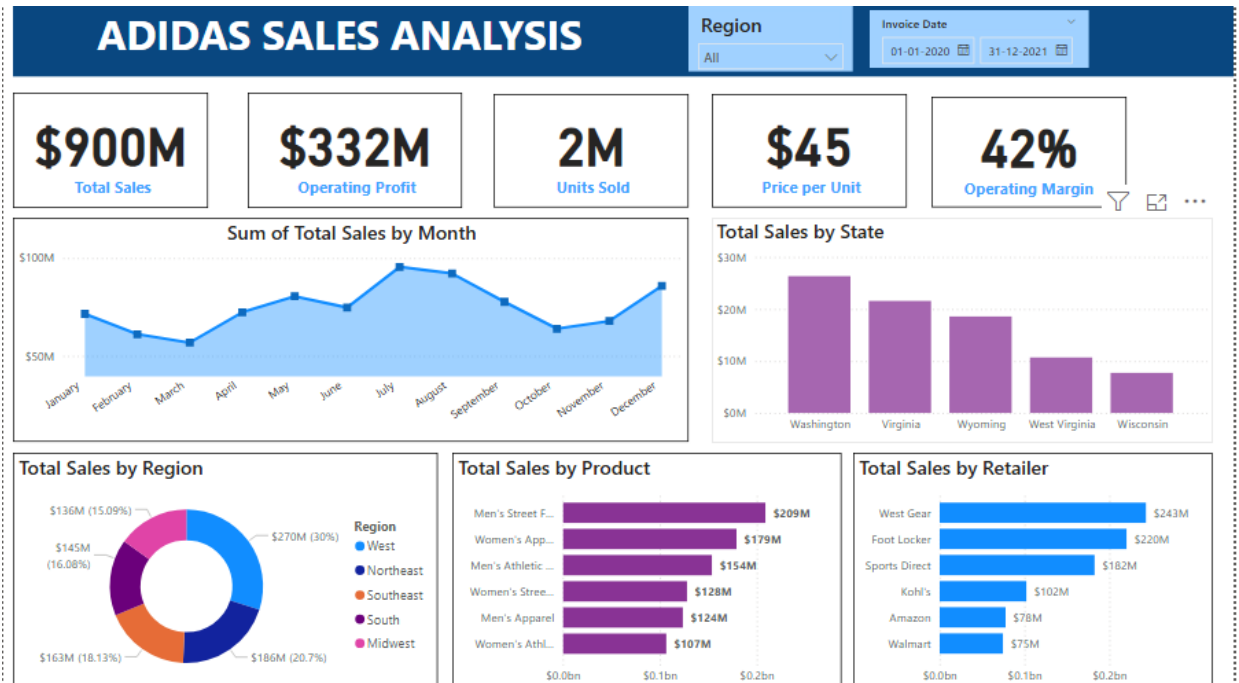 ADIDAS SALES ANALYSIS
Region
All
Invoice Date
01-01-2020
31-12-2021
$900M
Total Sales
$332M
Operating Profit
2M
Units Sold
$45
Price per Unit
42%
Operating Margin
Sum of Total Sales by Month
$100M
$50M
January
February
March
April
May
June
July
August
September
October
November
December
Total Sales by State
$30M
$20M
$10M
$0M
Washington
Virginia
Wyoming
West Virginia
Wisconsin
Total Sales by Region
$136M (15.09%)
$270M (30%)
$145M
(16.08%)
$163M (18.13%)
$186M (20.7%)
Region
West
Northeast
Southeast
South
Midwest
Total Sales by Product
Men's Street F... $209M
Women's App... $179M
Men's Athletic ... $154M
Women's Stree... $128M
Men's Apparel $124M
Women's Athl... $107M
$0.0bn $0.1bn $0.2bn
Total Sales by Retailer
West Gear $243M
Foot Locker $220M
Sports Direct $182M
Kohl's $102M
Amazon $78M
Walmart $75M
$0.0bn $0.1bn $0.2bn